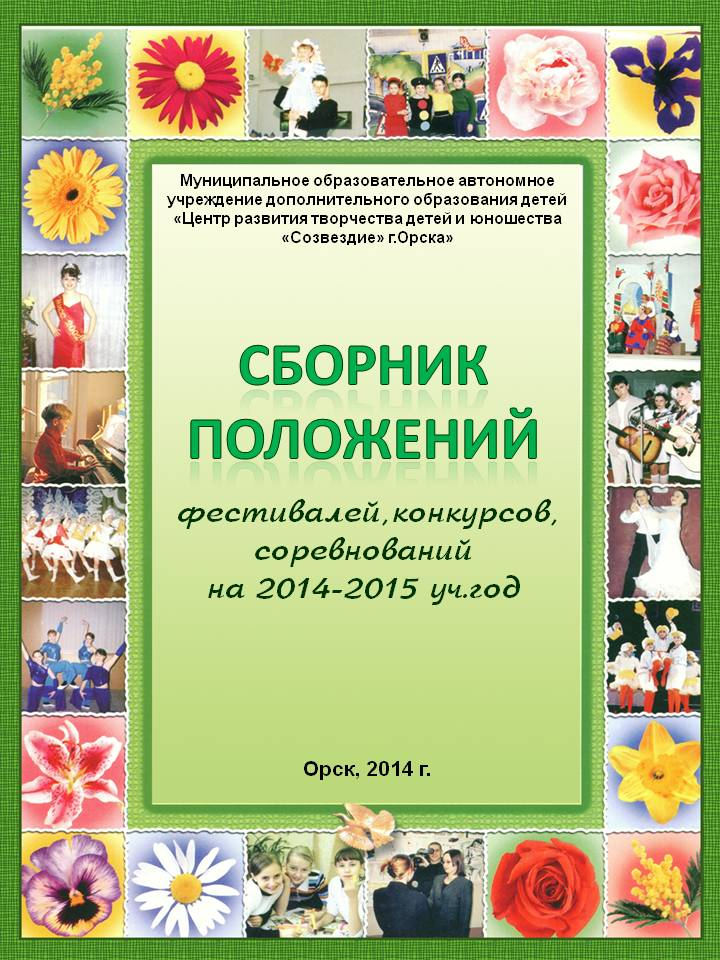 Муниципальное образовательное автономное
учреждение дополнительного образования детей
«Центр развития творчества детей и юношества
«Созвездие» г.Орска»
СБОРНИК
ПОЛОЖЕНИЙ
фестивалей,конкурсов,
соревнований
на 2014-2015 уч.год
Орск, 2014 г.